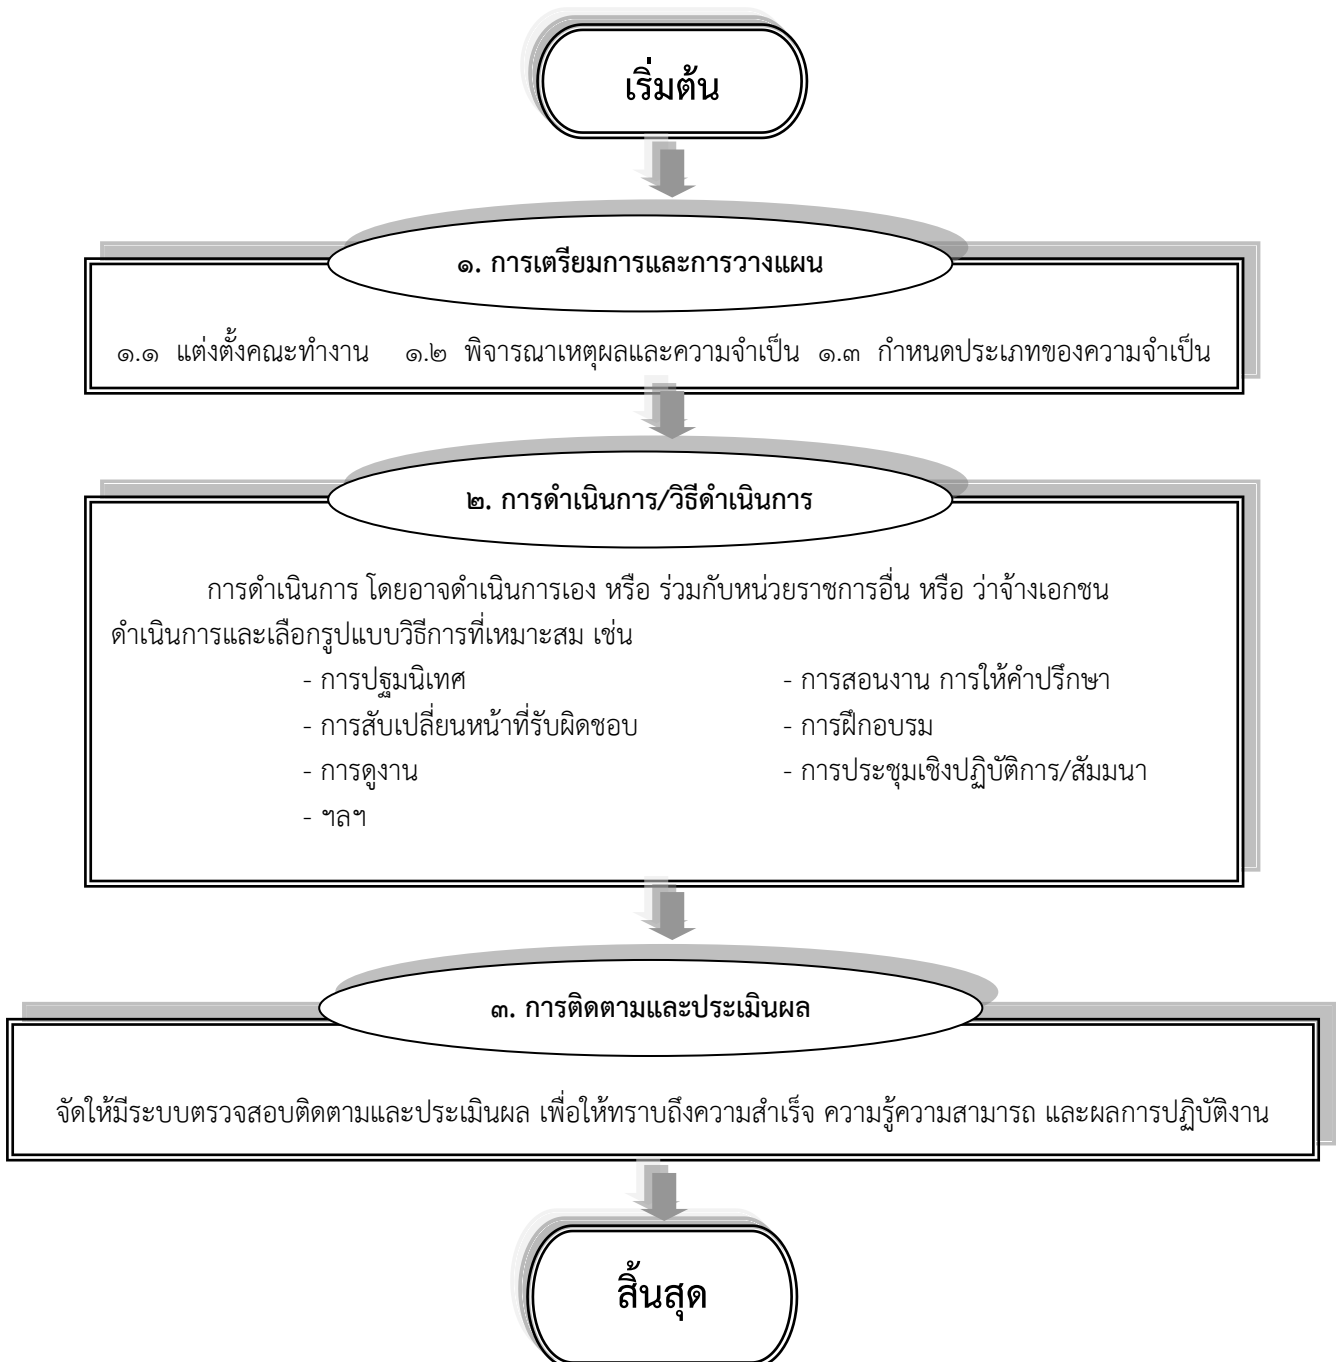 เริ่มต้น
๑. การเตรียมการและการวางแผน
๑.๑ แต่งตั้งคณะทำงาน ๑.๒ พิจารณาเหตุผลและความจำเป็น ๑.๓ กำหนดประเภทของความจำเป็น
๒. การดำเนินการ/วิธีดำเนินการ
การดำเนินการ โดยอาจดำเนินการเอง หรือ ร่วมกับหน่วยราชการอื่น หรือ ว่าจ้างเอกชน
ดำเนินการและเลือกรูปแบบวิธีการที่เหมาะสม เช่น
- การปฐมนิเทศ - การสอนงาน การให้คำปรึกษา
- การสับเปลี่ยนหน้าที่รับผิดชอบ - การฝึกอบรม
- การดูงาน - การประชุมเชิงปฏิบัติการ/สัมมนา
- ฯลฯ
๓. การติดตามและประเมินผล
จัดให้มีระบบตรวจสอบติดตามและประเมินผล เพื่อให้ทราบถึงความสำเร็จ ความรู้ความสามารถ และผลการปฏิบัติงาน
สิ้นสุด